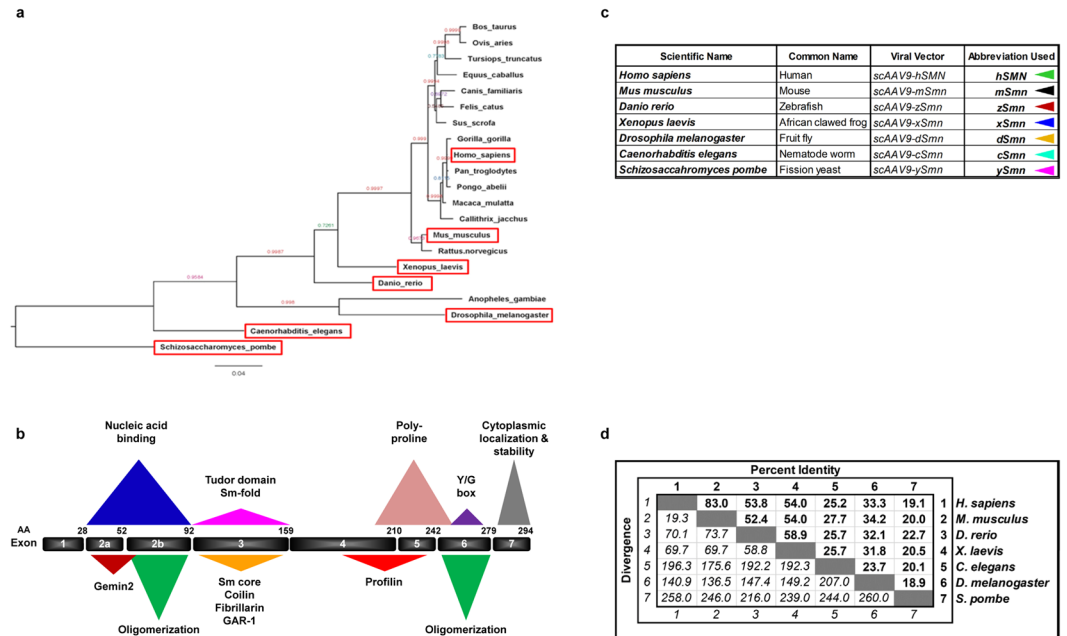 a
Bos_taurus
Ovis_aries
Tursiops_truncatus
Equus_caballus
Canis_familiaris
Felis_catus
Sus_scrofa
Gorilla_gorilla
Homo_sapiens
Pan_troglodytes
Pongo_abelii
Macaca_mulatta
Callithrix_jacchus
Mus_musculus
Rattus.norvegicus
Xenopus_laevis
Danio_rerio
Anopheles_gambiae
Drosophila_melanogaster
Caenorhabditis_elegans
Schizosaccharomyces_pombe
0.9997
0.7261
0.9584
0.04
b
Nucleic acid
binding
Tudor domain
Sm-fold
Poly-
proline
Y/G
box
Cytoplasmic
localization &
stability
AA 28 52 92 159 210 242 279 294
Exon 1 2a 2b 3 4 5 6 7
Gemin2
Oligomerization
Sm core
Coilin
Fibrillarin
GAR-1
Profilin
Oligomerization
c
Scientific Name Common Name Viral Vector Abbreviation Used
Homo sapiens Human scAAV9-hSMN hSMN
Mus musculus Mouse scAAV9-mSmn mSmn
Danio rerio Zebrafish scAAV9-zSmn zSmn
Xenopus laevis African clawed frog scAAV9-xSmn xSmn
Drosophila melanogaster Fruit fly scAAV9-dSmn dSmn
Caenorhabditis elegans Nematode worm scAAV9-cSmn cSmn
Schizosaccahromyces pombe Fission yeast scAAV9-ySmn ySmn
d
Percent Identity
1 2 3 4 5 6 7
Divergence
1 83.0 53.8 54.0 25.2 33.3 19.1 1 H. sapiens
2 19.3 52.4 54.0 27.7 34.2 20.0 2 M. musculus
3 70.1 73.7 58.9 25.7 32.1 22.7 3 D. rerio
4 69.7 69.7 58.8 25.7 31.8 20.5 4 X. laevis
5 196.3 175.6 192.2 192.3 23.7 20.1 5 C. elegans
6 140.9 136.5 147.4 149.2 207.0 18.9 6 D. melanogaster
7 258.0 246.0 216.0 239.0 244.0 260.0 7 S. pombe
1 2 3 4 5 6 7